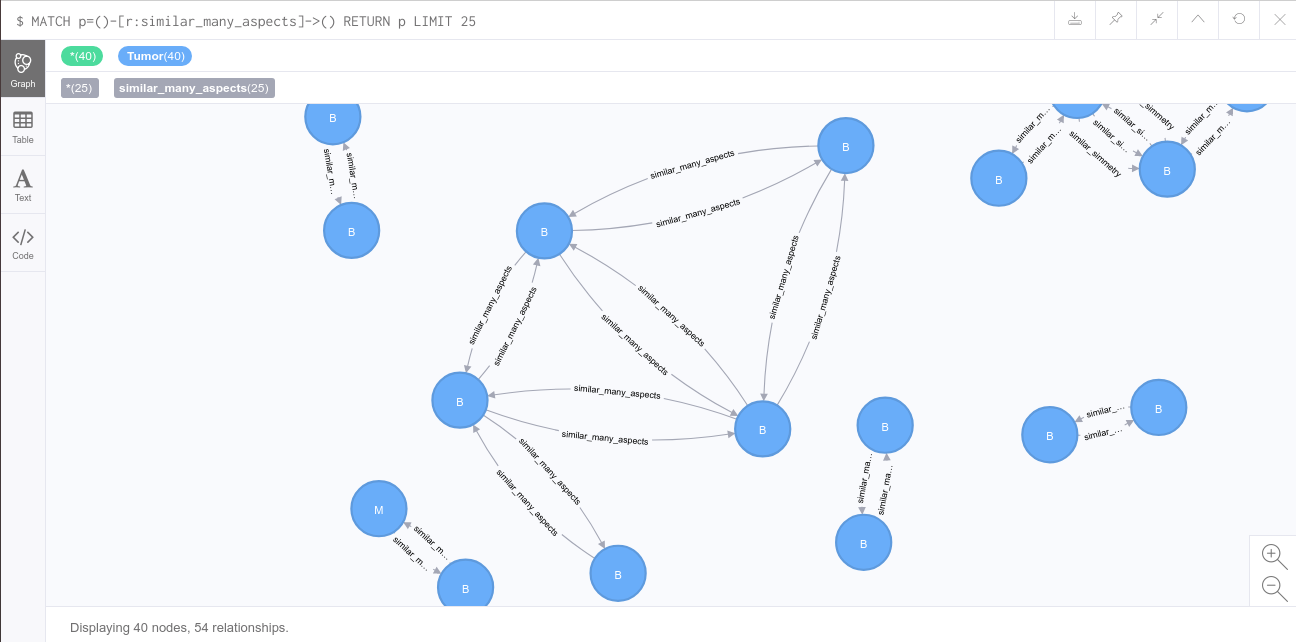 $ MATCH p=()-[r:similar_many_aspects]->() RETURN p LIMIT 25
*(40) Tumor(40)
*(25) similar_many_aspects(25)
Graph
Table
A
Text
</>
Code
B
similar_m...
similar_m...
B
B
similar_many_aspects
similar_many_aspects
B
similar_many_aspects
similar_many_aspects
similar_many_aspects
similar_many_aspects
similar_many_aspects
similar_many_aspects
B
similar_many_aspects
similar_many_aspects
B
similar_many_aspects
similar_many_aspects
B
M
similar_m...
similar_m...
B
similar_m...
similar_m...
B
similar_si...
similar_si...
similar_simmetry
simmetry
B
similar_m...
similar_m...
B
similar_ma...
similar_ma...
B
B
similar_...
similar_...
B
Displaying 40 nodes, 54 relationships.